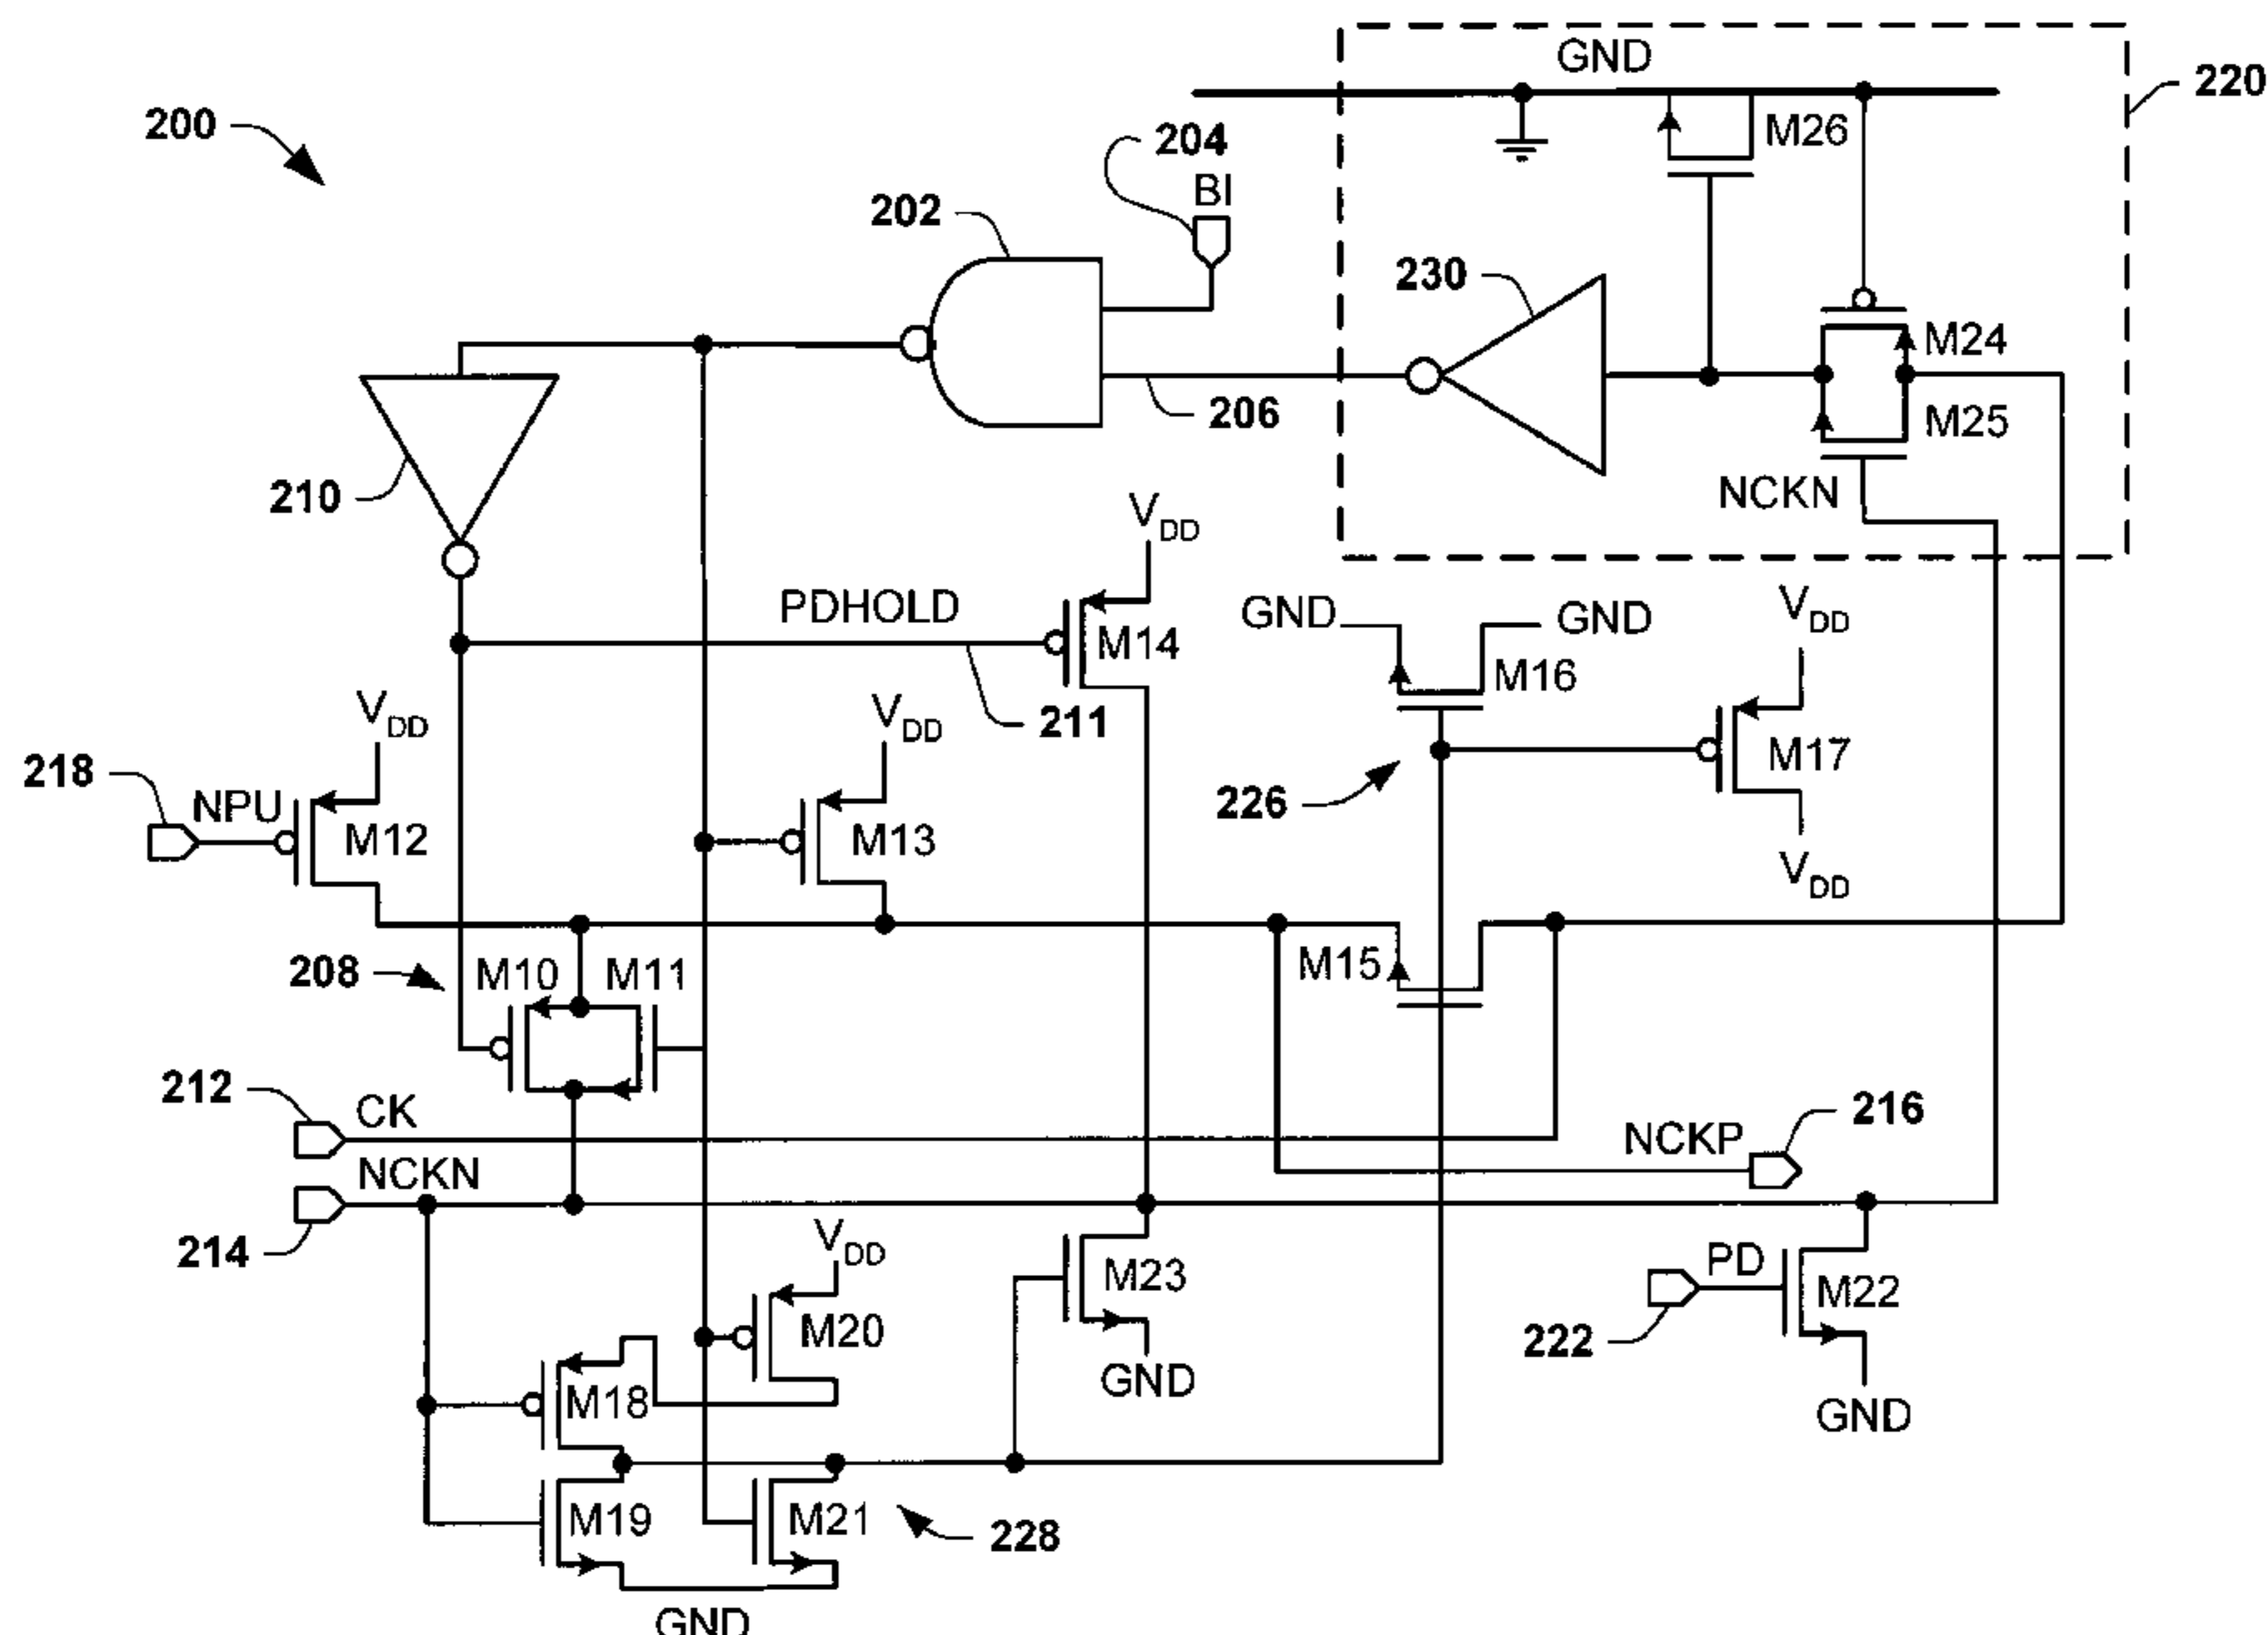 GND
220
200
204
M26
BI
202
230
M24
M25
206
210
NCKN
VDD
PDHOLD
VDD
GND
GND
M14
M16
VDD
VDD
211
218
M17
226
NPU
M12
M13
VDD
208
M10
M11
M15
212
CK
216
NCKP
NCKN
214
VDD
PD
M23
M22
M20
222
GND
M18
GND
M19
M21
228
GND